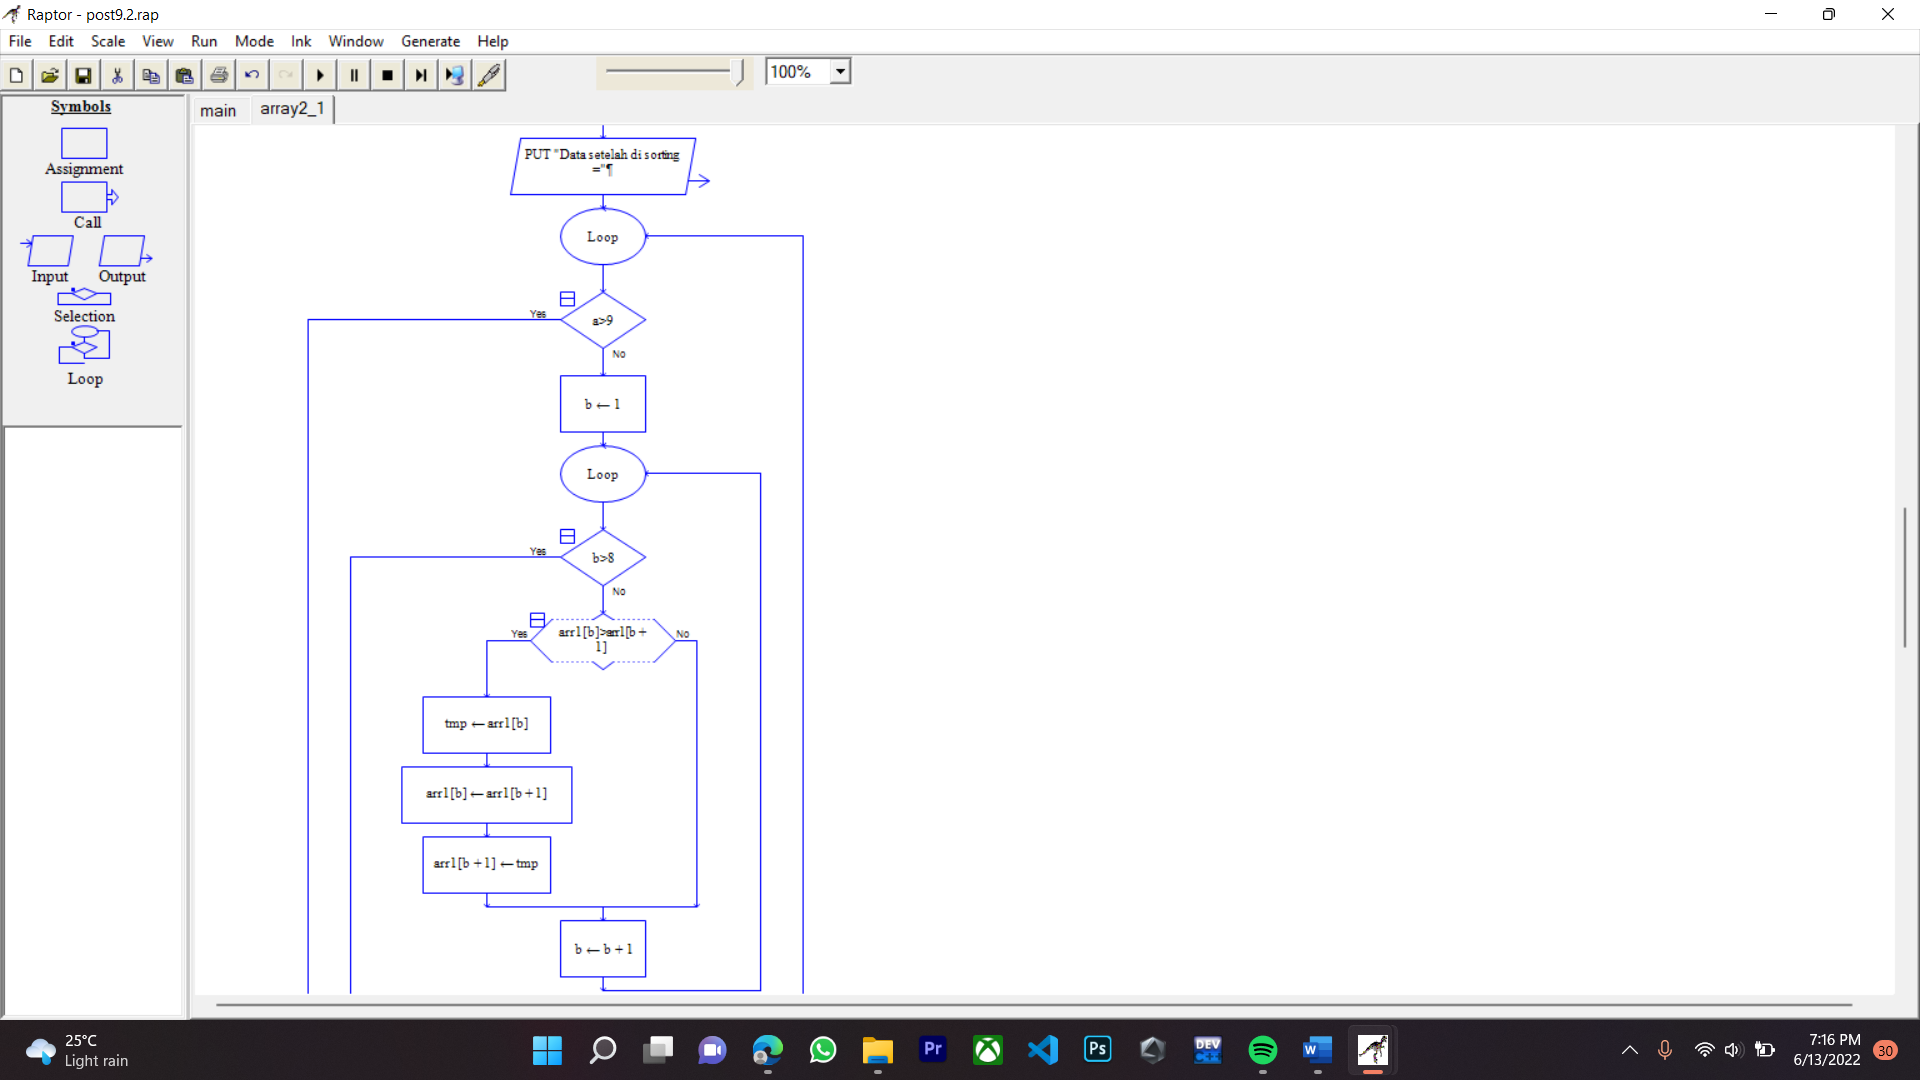 Raptor - post9.2.rap
File Edit Scale View Run Mode Ink Window Generate Help
100%
Symbols
Assignment
Call
Input Output
Selection
Loop
main array2_1
PUT "Data setelah di sorting
="¶
Loop
Yes
a>9
No
b ← 1
Loop
Yes
b>8
No
Yes
arr1[b]>arr1[b +
1]
No
tmp ← arr1[b]
arr1[b] ← arr1[b + 1]
arr1[b + 1] ← tmp
b ← b + 1
25°C
Light rain
Pr
Ps
DEV
C++
W
7:16 PM
6/13/2022
30